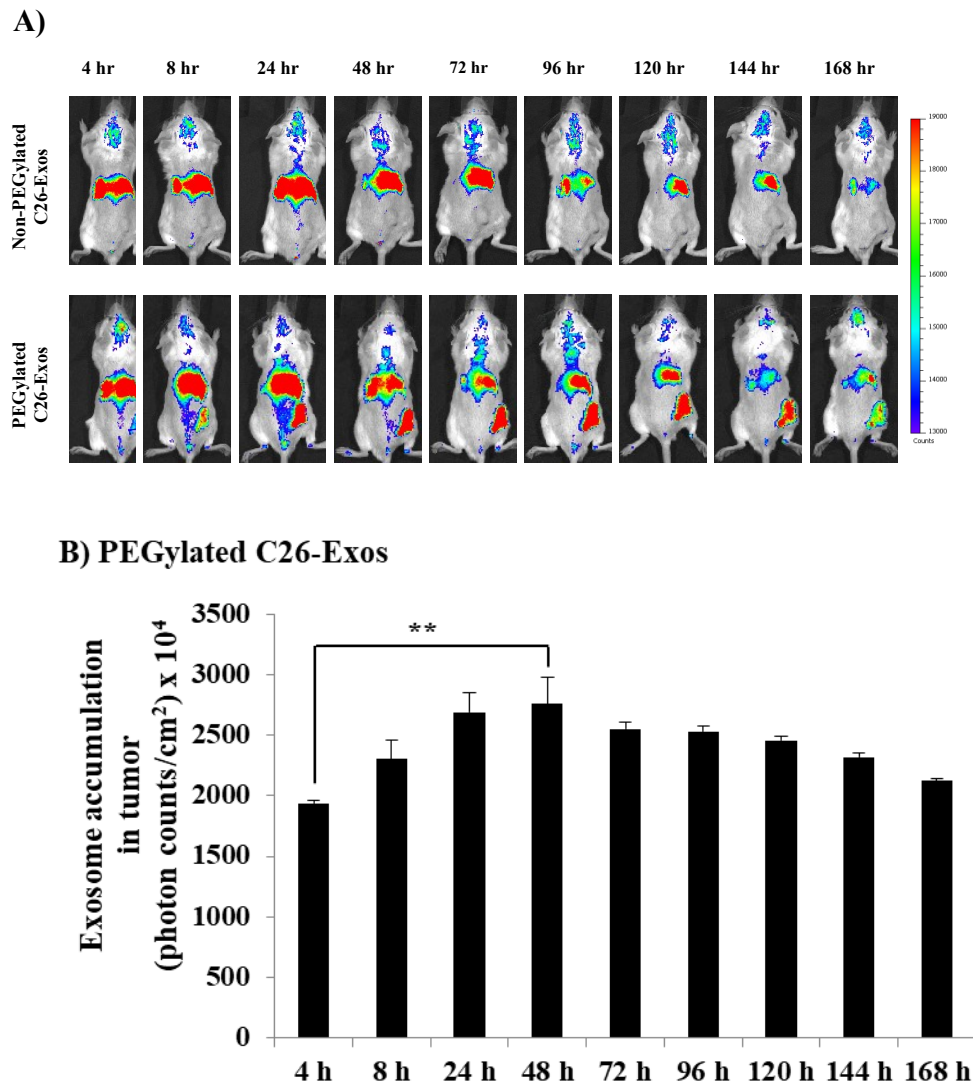 A)
4 hr 8 hr 24 hr 48 hr 72 hr 96 hr 120 hr 144 hr 168 hr
Non-PEGylated
C26-Exos
19000
18000
17000
16000
15000
14000
13000
Counts
PEGylated
C26-Exos
B) PEGylated C26-Exos
Exosome accumulation
in tumor
(photon counts/cm²) x 10⁴
3500
3000
2500
2000
1500
1000
500
0
**
4 h 8 h 24 h 48 h 72 h 96 h 120 h 144 h 168 h